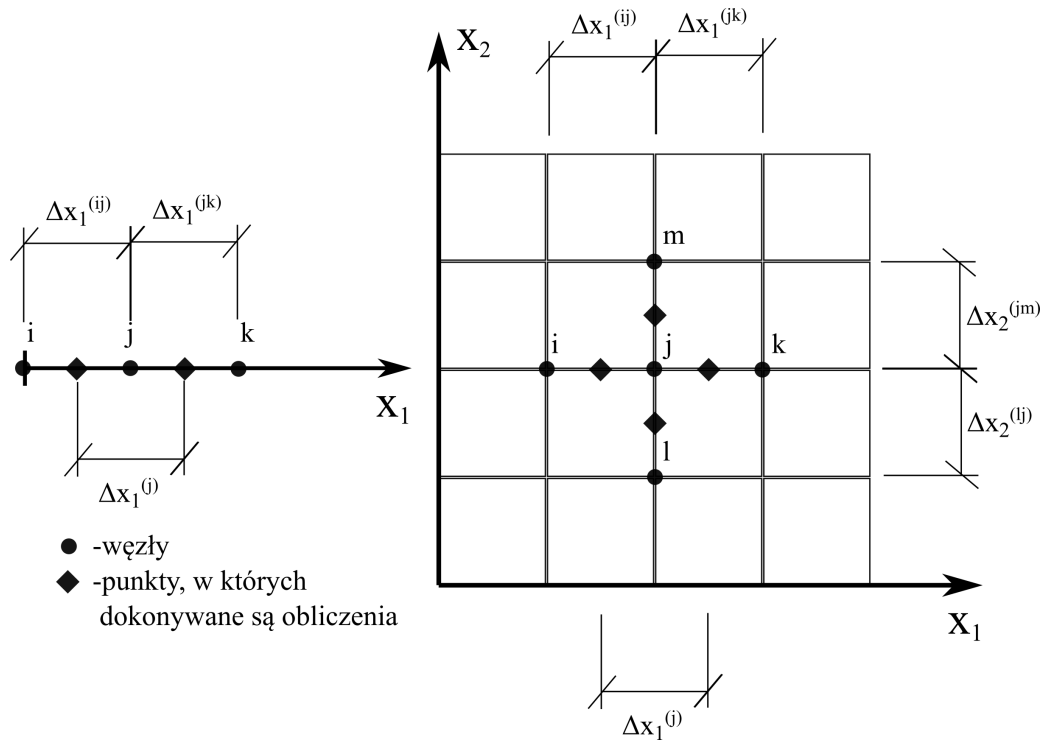 Δx₁⁽ⁱʲ⁾ Δx₁⁽ʲᵏ⁾
i j k
x₁
Δx₁⁽ʲ⁾
-węzły
-punkty, w których
dokonywane są obliczenia
Δx₁⁽ⁱʲ⁾ Δx₁⁽ʲᵏ⁾
x₂
m
i j k
l
Δx₂⁽ʲᵐ⁾
Δx₂⁽ˡʲ⁾
x₁
Δx₁⁽ʲ⁾